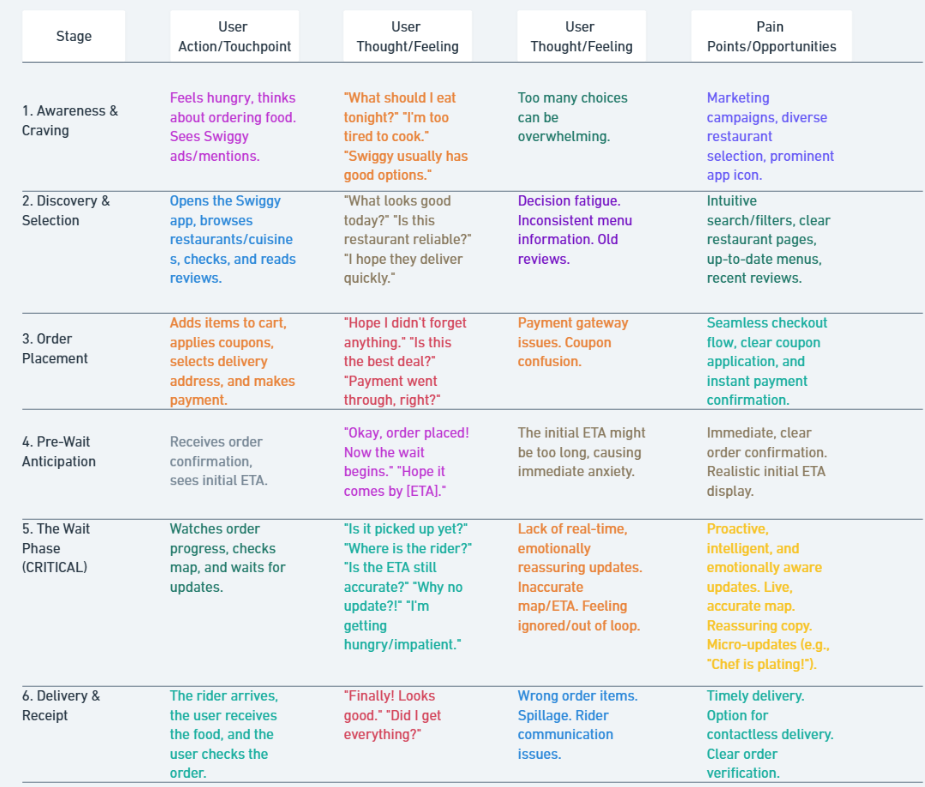 Stage
User
Action/Touchpoint
User
Thought/Feeling
User
Thought/Feeling
Pain
Points/Opportunities
1. Awareness &
Craving
Feels hungry, thinks
about ordering food.
Sees Swiggy
ads/mentions.
"What should I eat
tonight?" "I'm too
tired to cook."
"Swiggy usually has
good options."
Too many choices
can be
overwhelming.
Marketing
campaigns, diverse
restaurant
selection, prominent
app icon.
2. Discovery &
Selection
Opens the Swiggy
app, browses
restaurants/cuisine
s, checks, and reads
reviews.
"What looks good
today?" "Is this
restaurant reliable?"
"I hope they deliver
quickly."
Decision fatigue.
Inconsistent menu
information. Old
reviews.
Intuitive
search/filters, clear
restaurant pages,
up-to-date menus,
recent reviews.
3. Order
Placement
Adds items to cart,
applies coupons,
selects delivery
address, and makes
payment.
"Hope I didn't forget
anything." "Is this
the best deal?"
"Payment went
through, right?"
Payment gateway
issues. Coupon
confusion.
Seamless checkout
flow, clear coupon
application, and
instant payment
confirmation.
4. Pre-Wait
Anticipation
Receives order
confirmation,
sees initial ETA.
"Okay, order placed!
Now the wait
begins." "Hope it
comes by [ETA]."
The initial ETA might
be too long, causing
immediate anxiety.
Immediate, clear
order confirmation.
Realistic initial ETA
display.
5. The Wait
Phase
(CRITICAL)
Watches order
progress, checks
map, and waits for
updates.
"Is it picked up yet?"
"Where is the rider?"
"Is the ETA still
accurate?" "Why no
update?!" "I'm
getting
hungry/impatient."
Lack of real-time,
emotionally
reassuring updates.
Inaccurate
map/ETA. Feeling
ignored/out of loop.
Proactive,
intelligent, and
emotionally aware
updates. Live,
accurate map.
Reassuring copy.
Micro-updates (e.g.,
"Chef is plating!").
6. Delivery &
Receipt
The rider arrives,
the user receives
the food, and the
user checks the
order.
"Finally! Looks
good." "Did I get
everything?"
Wrong order items.
Spillage. Rider
communication
issues.
Timely delivery.
Option for
contactless delivery.
Clear order
verification.